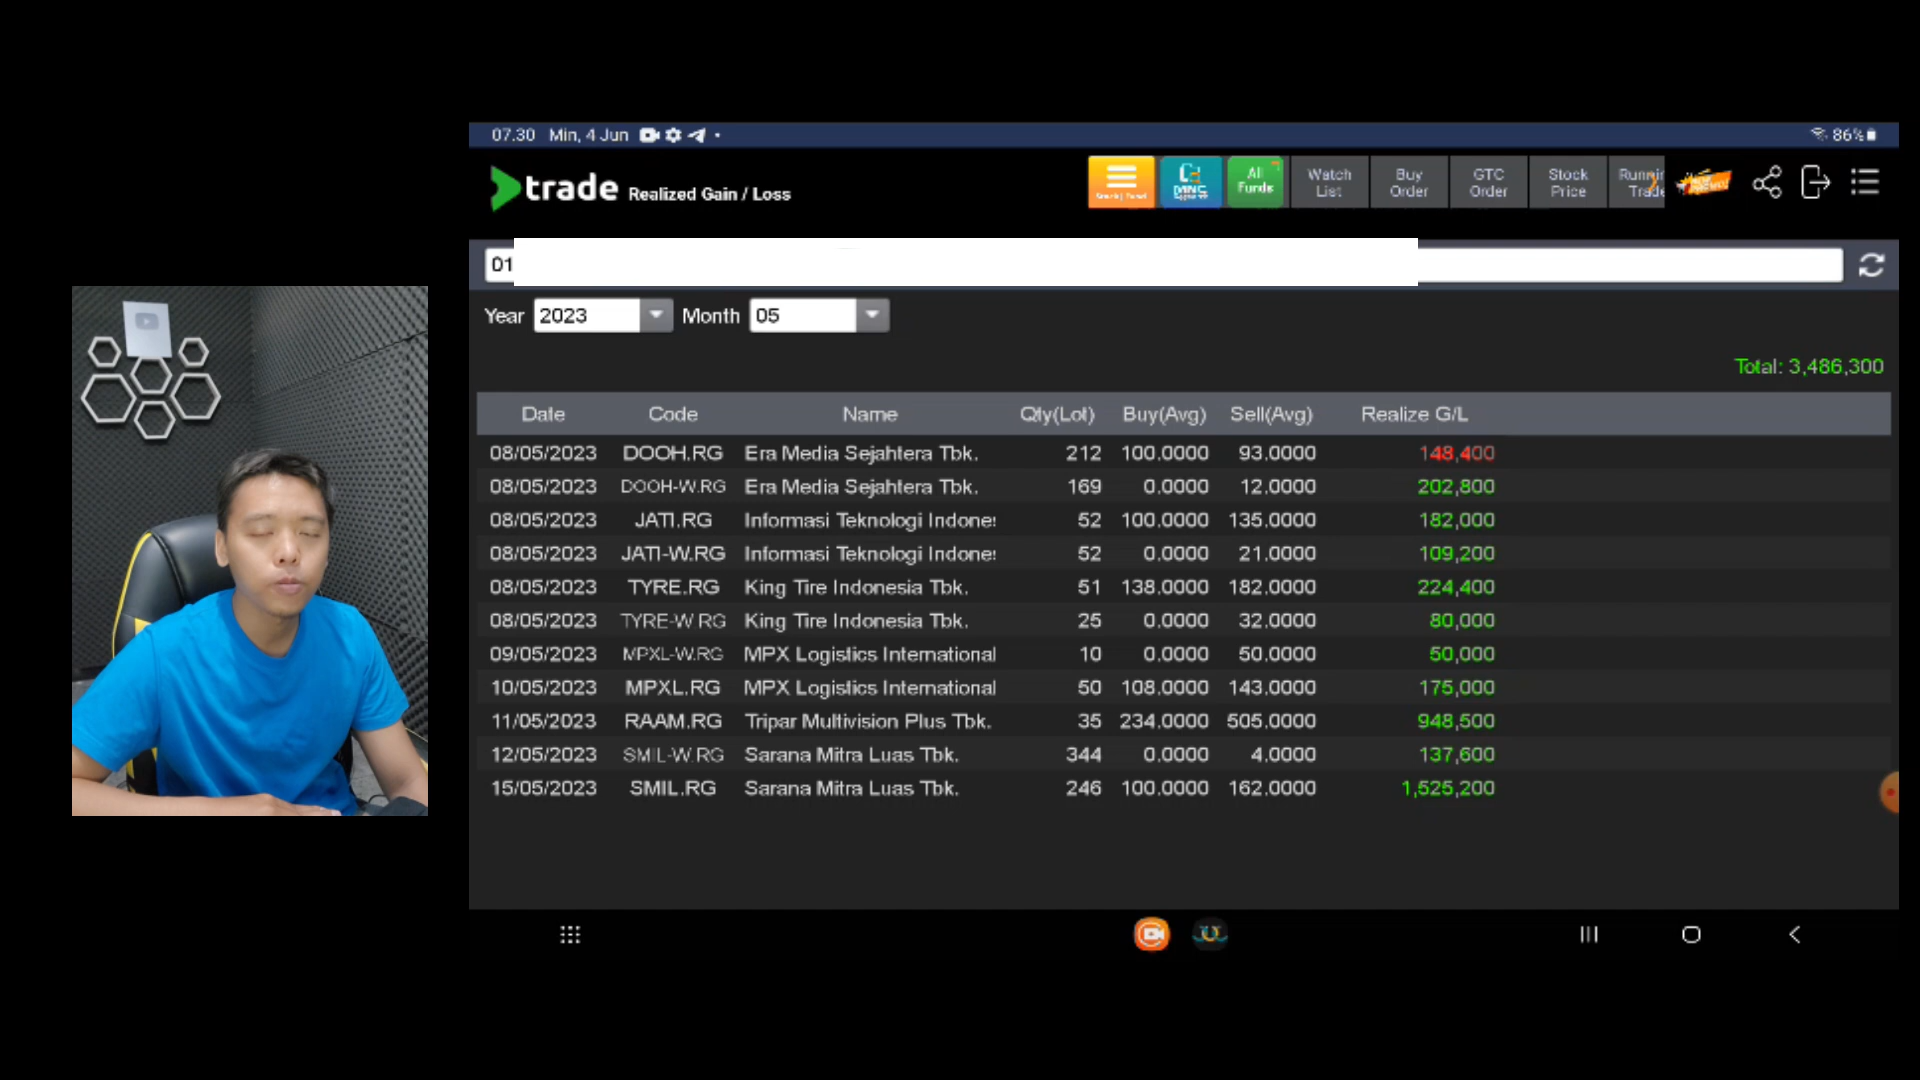 07.30 Min, 4 Jun
86%
trade Realized Gain / Loss
All Funds
Watch List
Buy Order
GTC Order
Stock Price
Runnir Trade
01
Year 2023 Month 05
Total: 3,486,300
Date Code Name Qty(Lot) Buy(Avg) Sell(Avg) Realize G/L
08/05/2023 DOOH.RG Era Media Sejahtera Tbk. 212 100.0000 93.0000 148,400
08/05/2023 DOOH-W.RG Era Media Sejahtera Tbk. 169 0.0000 12.0000 202,800
08/05/2023 JATI.RG Informasi Teknologi Indones 52 100.0000 135.0000 182,000
08/05/2023 JATI-W.RG Informasi Teknologi Indones 52 0.0000 21.0000 109,200
08/05/2023 TYRE.RG King Tire Indonesia Tbk. 51 138.0000 182.0000 224,400
08/05/2023 TYRE-W.RG King Tire Indonesia Tbk. 25 0.0000 32.0000 80,000
09/05/2023 MPXL-W.RG MPX Logistics International 10 0.0000 50.0000 50,000
10/05/2023 MPXL.RG MPX Logistics International 50 108.0000 143.0000 175,000
11/05/2023 RAAM.RG Tripar Multivision Plus Tbk. 35 234.0000 505.0000 948,500
12/05/2023 SMIL-W.RG Sarana Mitra Luas Tbk. 344 0.0000 4.0000 137,600
15/05/2023 SMIL.RG Sarana Mitra Luas Tbk. 246 100.0000 162.0000 1,525,200